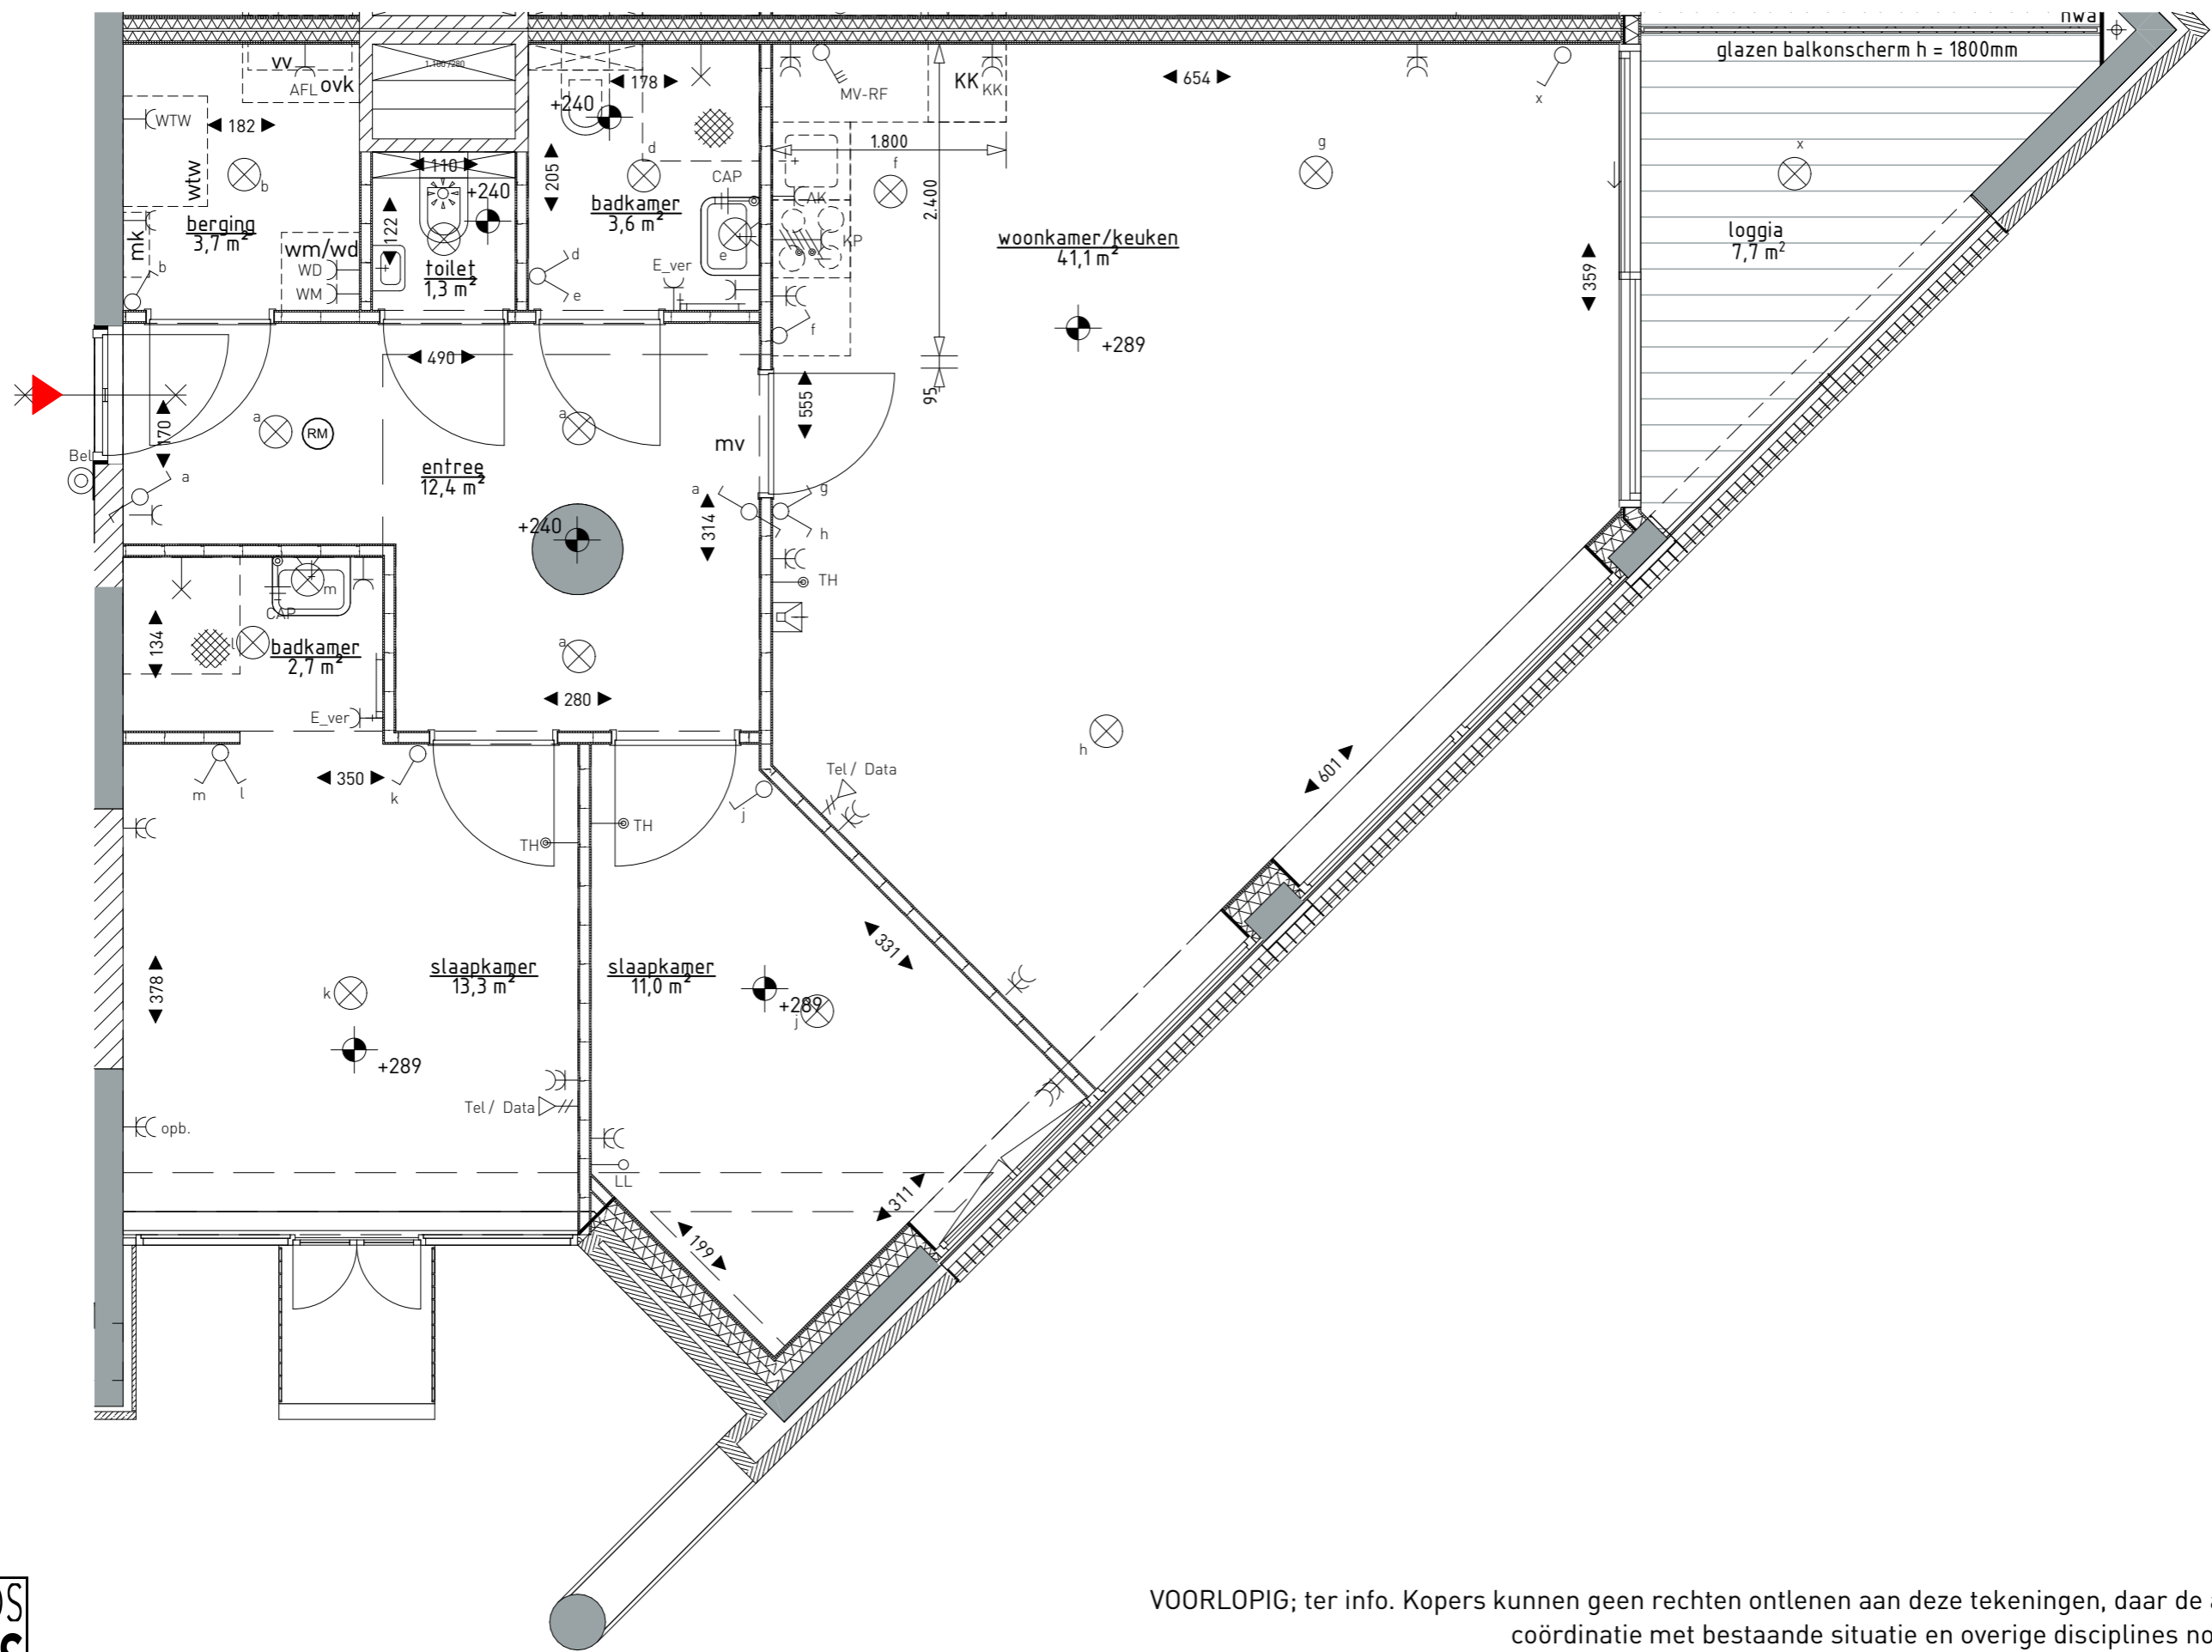 hwa
glazen balkonscherm h = 1800mm
vv
AFL
ovk
1.100/280
178
+240
MV-RF
KK
KK
654
x
WTW
182
wtw
b
110
+240
205
d
CAP
1.800
f
2.400
AK
g
x
berging
3,7 m²
mk
b
wm/wd
WD
WM
122
toilet
1,3 m²
badkamer
3,6 m²
d
e
E_ver
e
KP
f
woonkamer/keuken
41,1 m²
359
loggia
7,7 m²
+289
490
95
555
170
a
RM
a
mv
Bel
a
entree
12,4 m²
a
g
h
+240
314
TH
CAP
m
134
l
badkamer
2,7 m²
a
280
E_ver
h
350
m
l
k
j
Tel / Data
601
TH
TH
331
378
k
slaapkamer
13,3 m²
slaapkamer
11,0 m²
+289
j
+289
Tel / Data
opb.
LL
311
199
VOORLOPIG; ter info. Kopers kunnen geen rechten ontlenen aan deze tekeningen, daar de
coördinatie met bestaande situatie en overige disciplines no